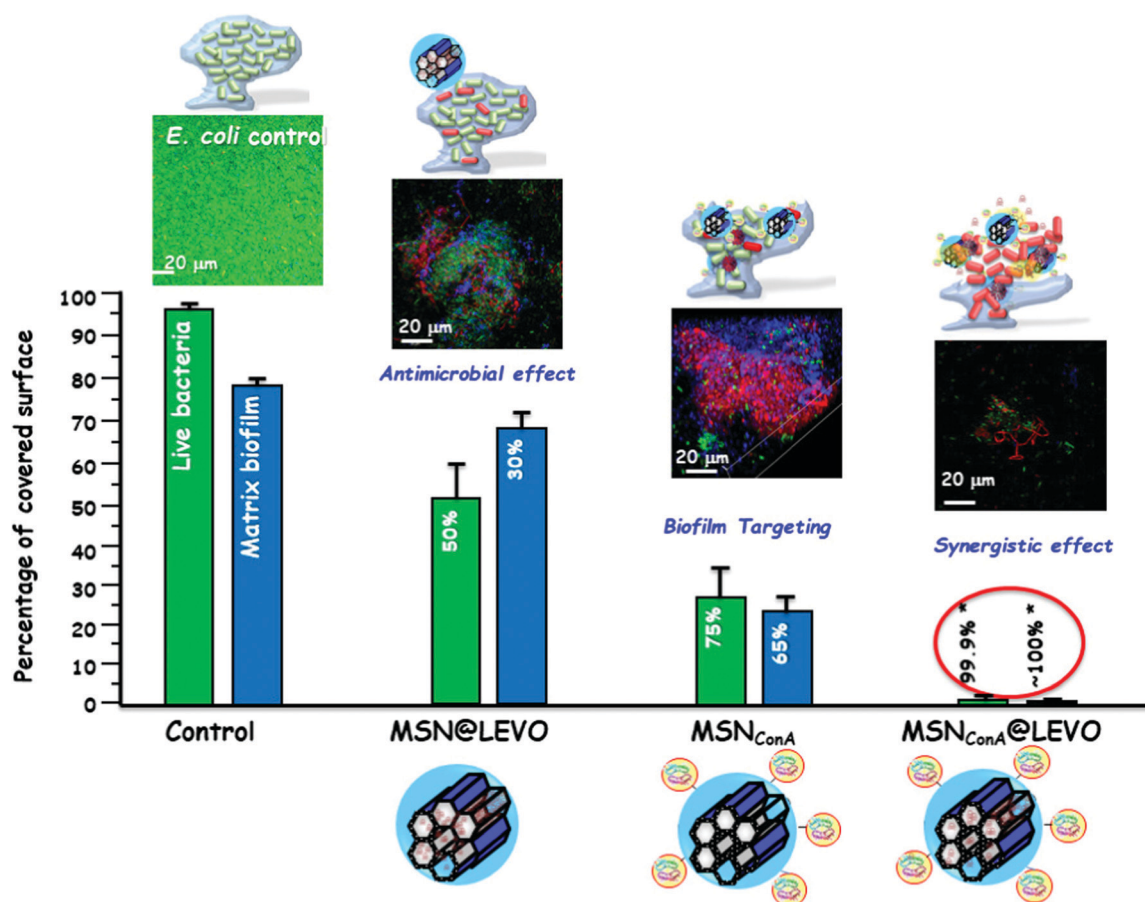 E. coli control
20 μm
20 μm
Antimicrobial effect
20 μm
Biofilm Targeting
20 μm
Synergistic effect
Percentage of covered surface
100
90
80
70
60
50
40
30
20
10
0
Live bacteria
Matrix biofilm
50%
30%
75%
65%
99.9% *
~100% *
Control
MSN@LEVO
MSNConA
MSNConA@LEVO